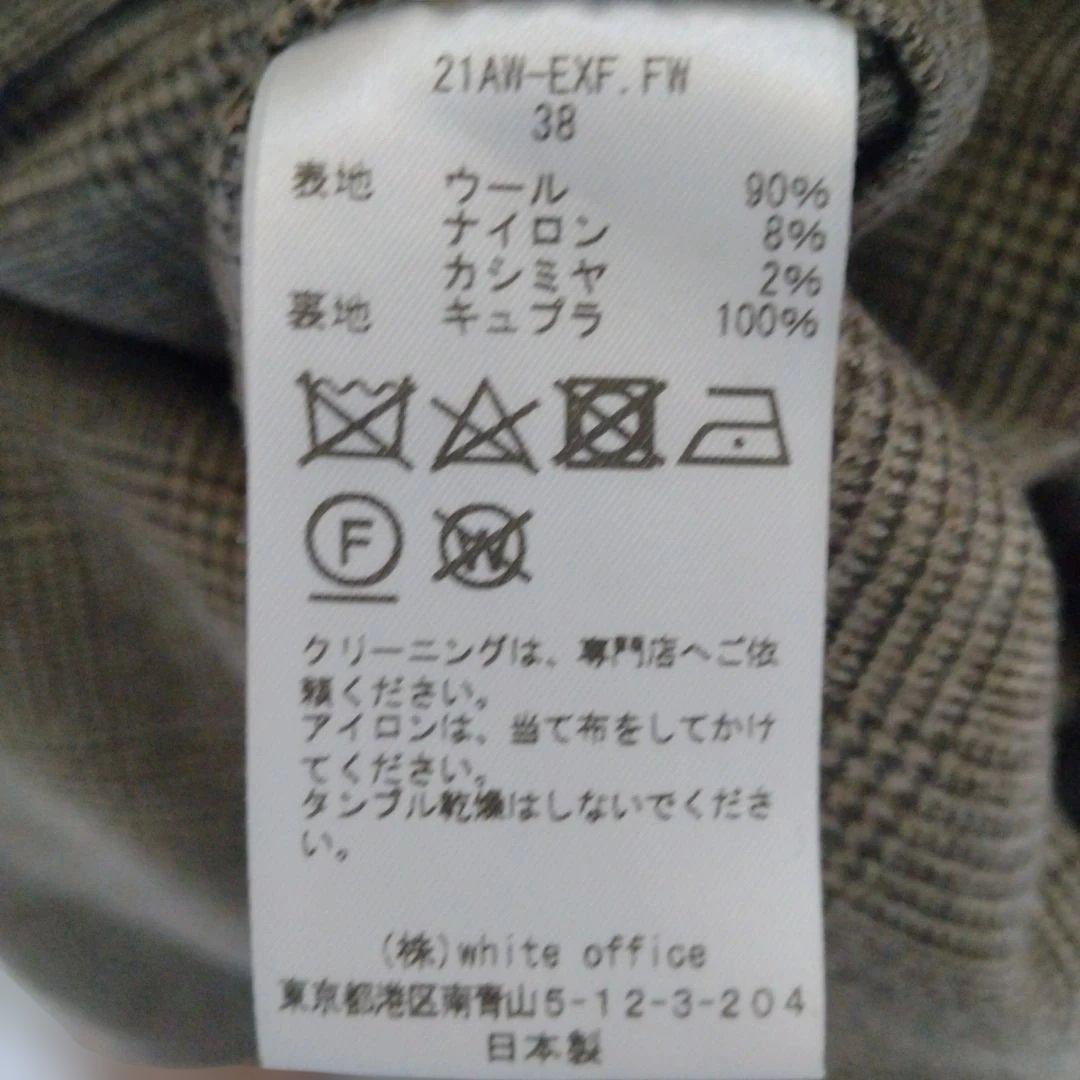 21AW-EXF.FW
38
表地 ウール 90%
ナイロン 8%
カシミヤ 2%
裏地 キュプラ 100%
F W
クリーニングは、専門店へご依
頼ください。
アイロンは、当て布をしてかけ
てください。
タンブル乾燥はしないでくださ
い。
(株)white office
東京都港区南青山5-12-3-204
日本製